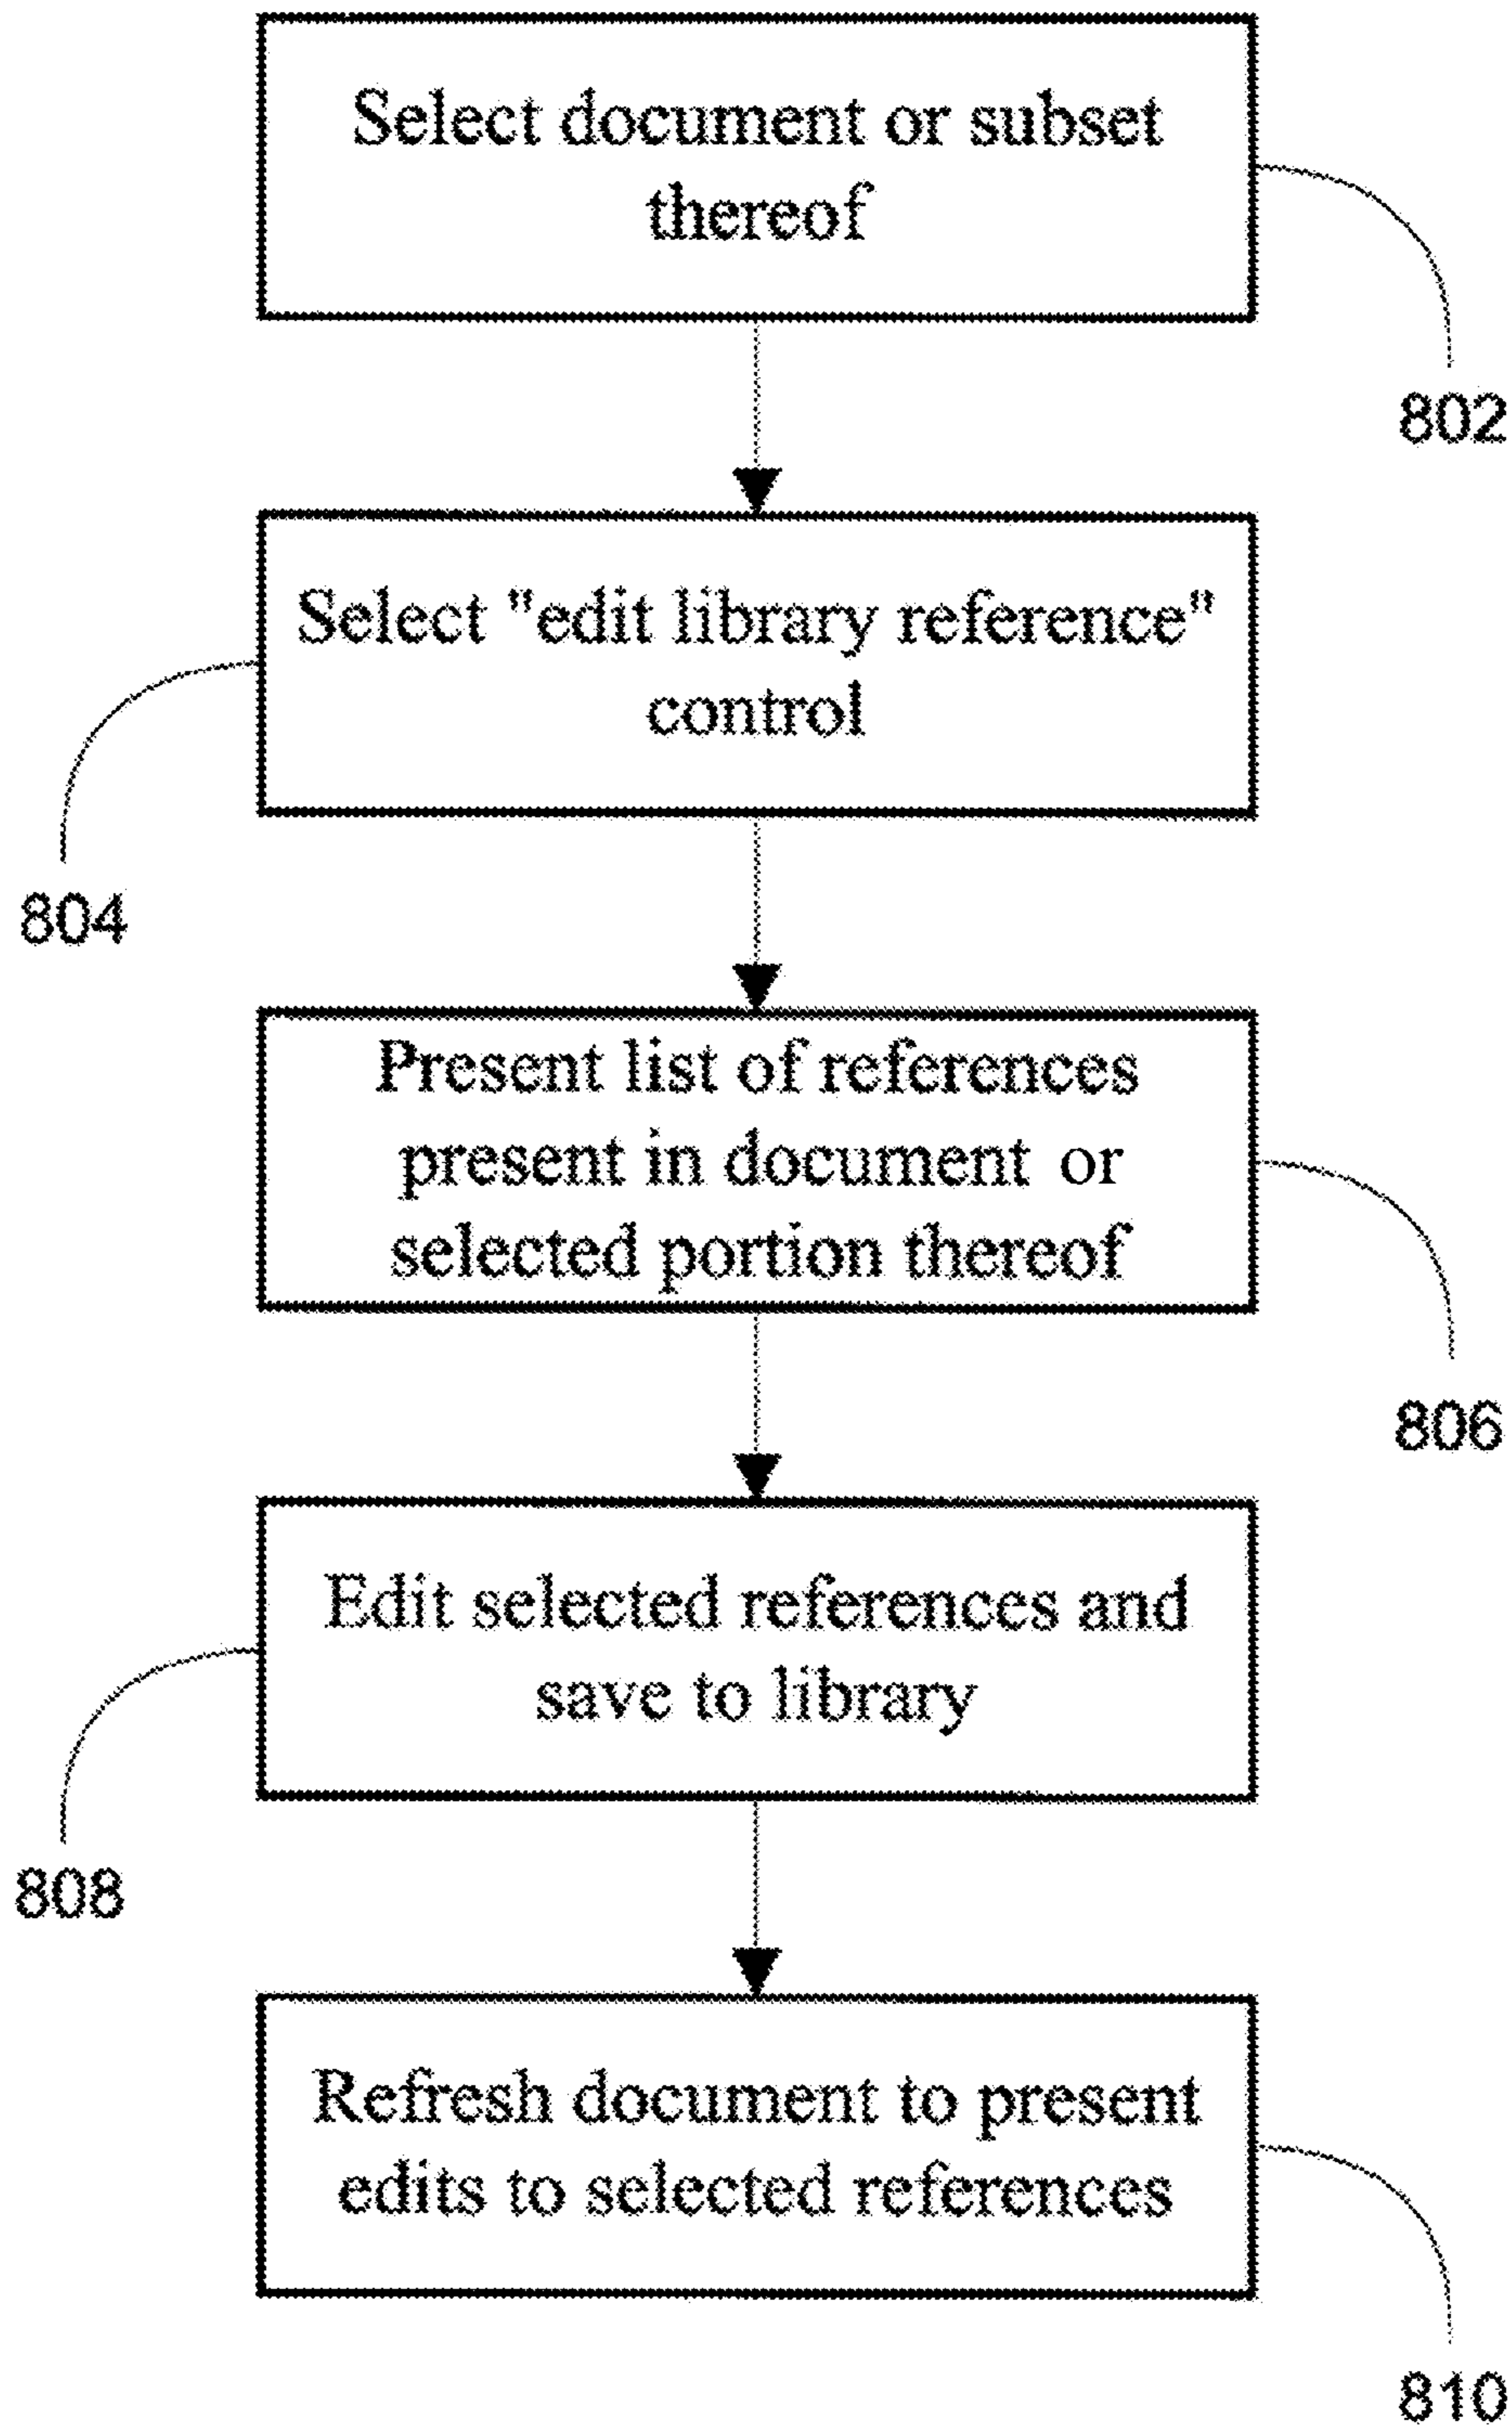 Select document or subset
thereof
802
Select "edit library reference"
control
804
Present list of references
present in document or
selected portion thereof
806
Edit selected references and
save to library
808
Refresh document to present
edits to selected references
810